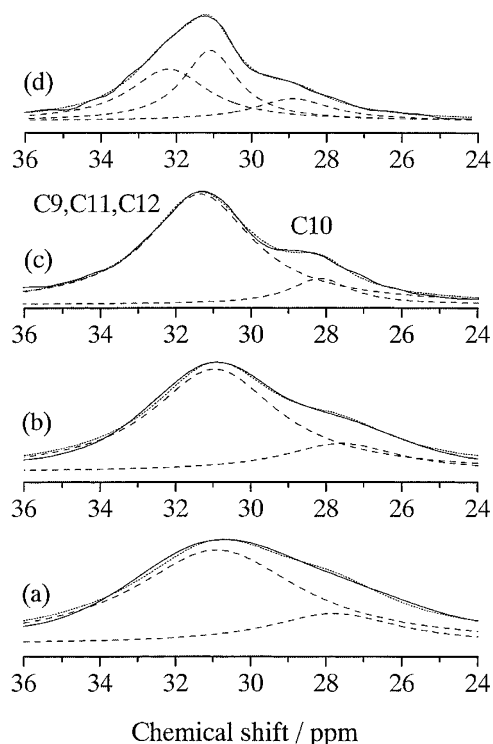 (d)
36 34 32 30 28 26 24
C9,C11,C12
C10
(c)
36 34 32 30 28 26 24
(b)
36 34 32 30 28 26 24
(a)
36 34 32 30 28 26 24
Chemical shift / ppm